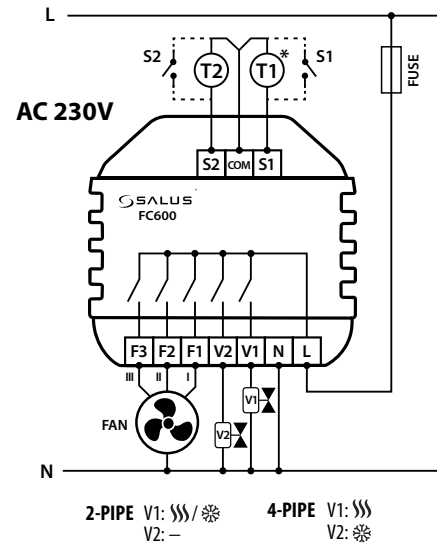 L
S2 T2 T1 * S1
FUSE
AC 230V
S2 COM S1
SALUS
FC600
F3 F2 F1 V2 V1 N L
III II I
V1
FAN
V2
N
2-PIPE V1: / 4-PIPE V1:
V2: – V2: